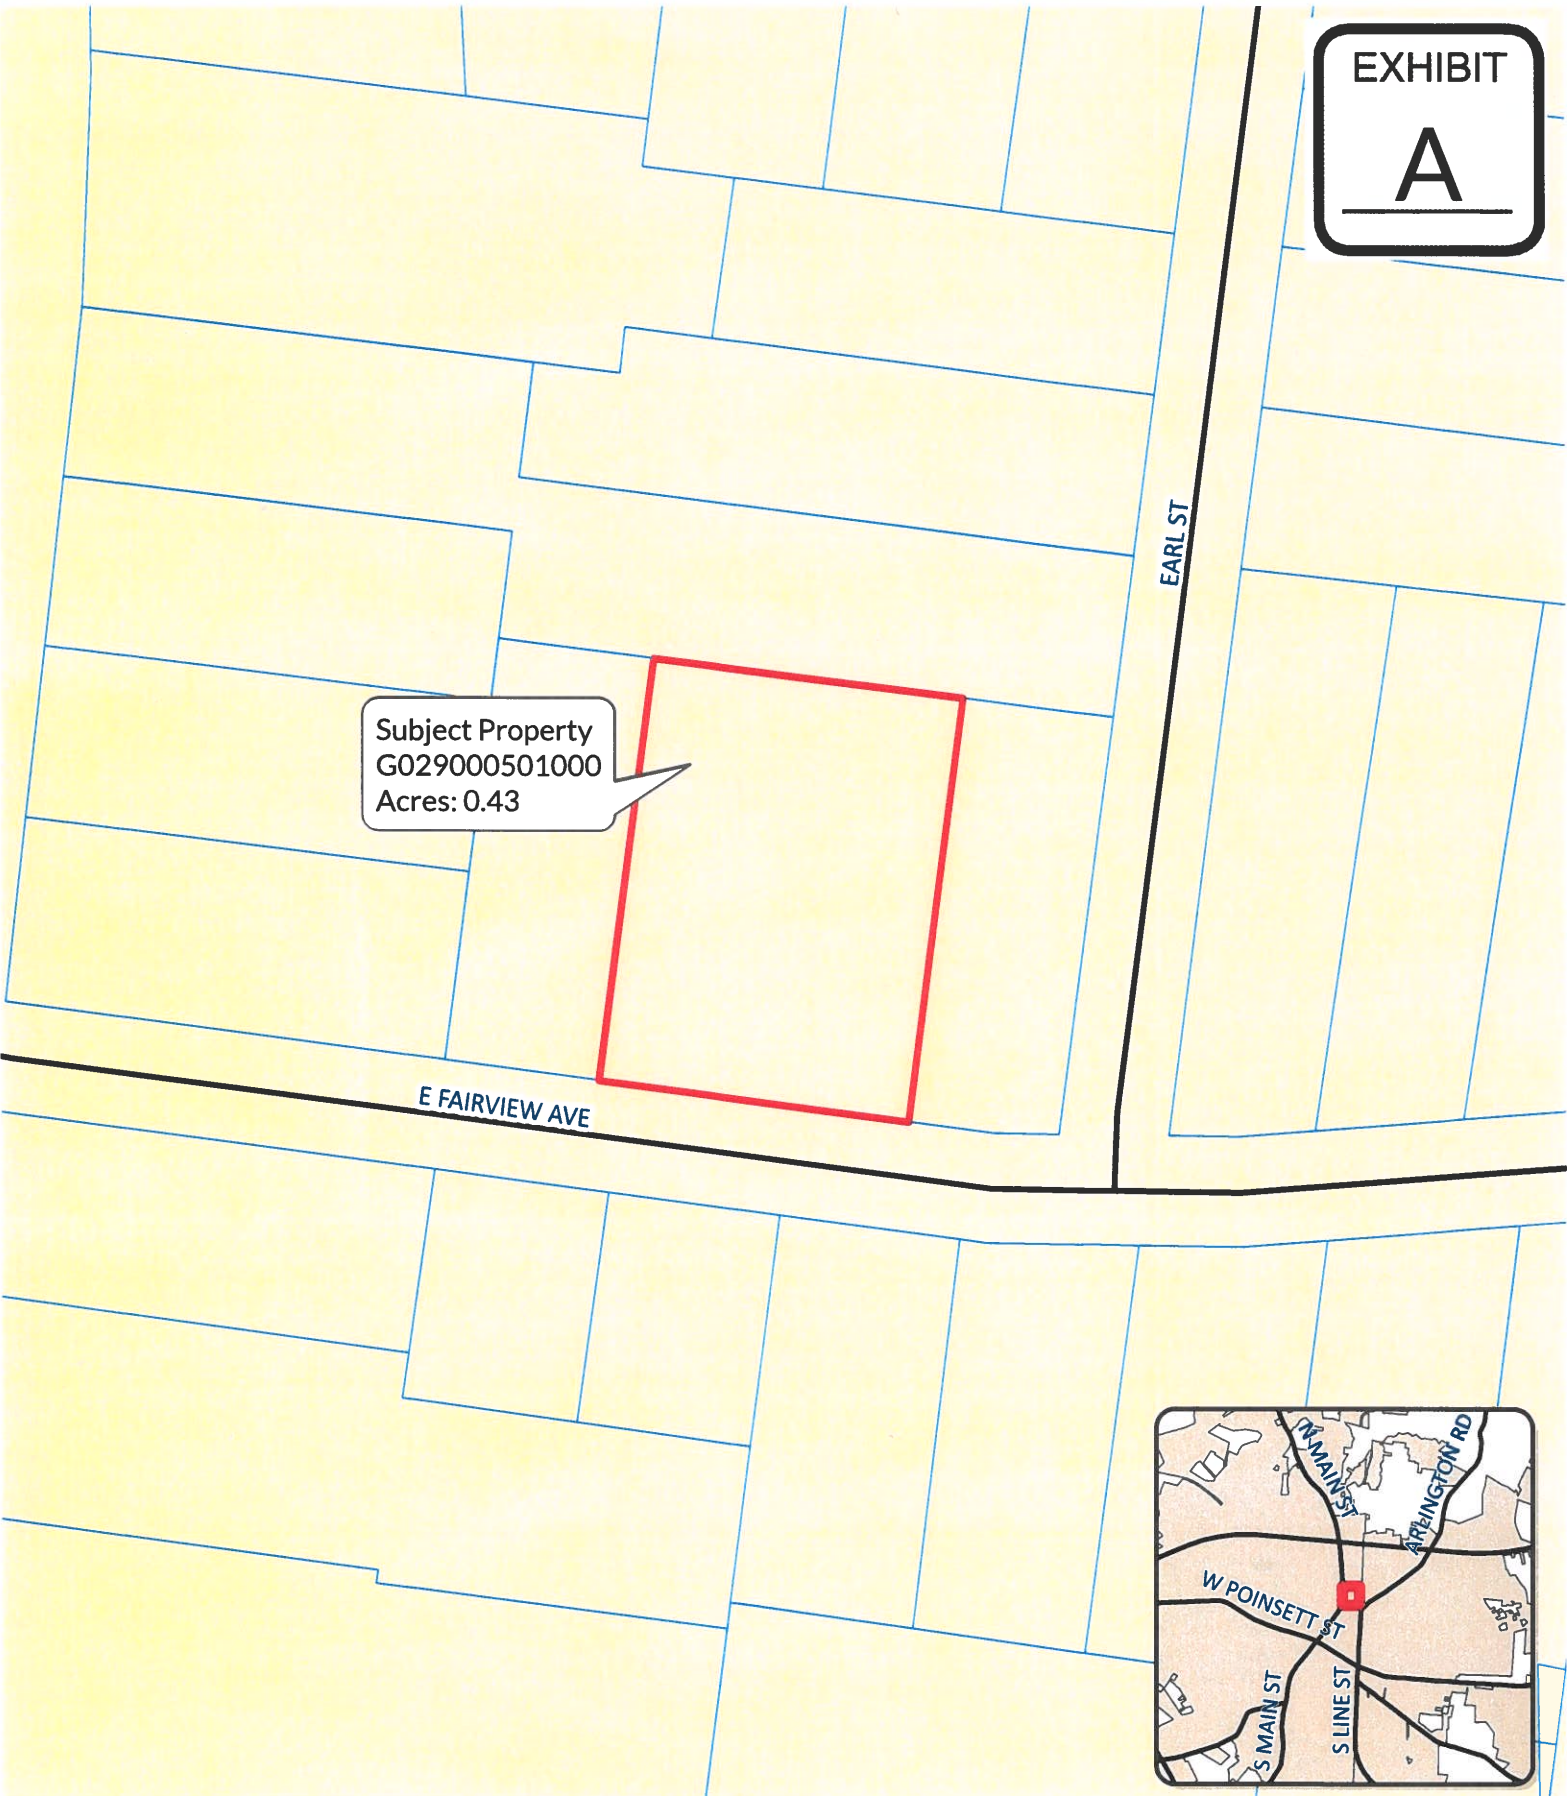 EXHIBIT
A
EARL ST
Subject Property
G029000501000
Acres: 0.43
E FAIRVIEW AVE
N MAIN ST
ARLINGTON RD
W POINSETT ST
S MAIN ST
S LINE ST